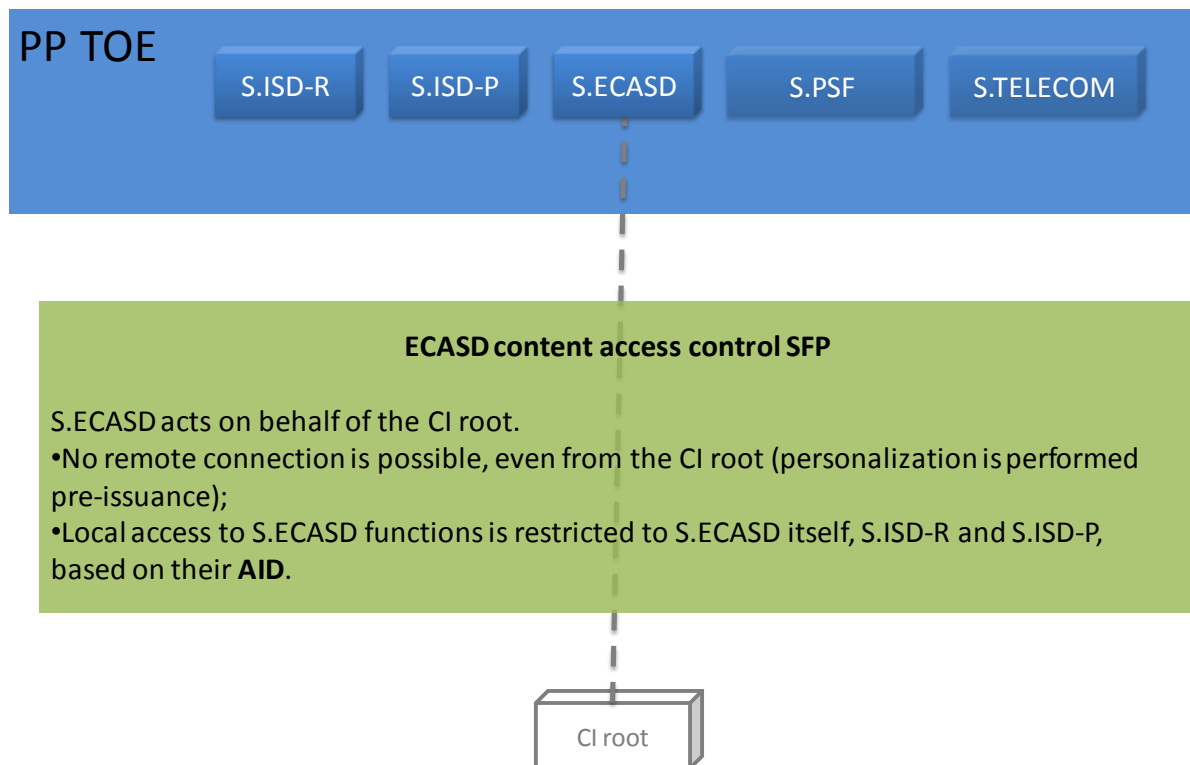 PP TOE
S.ISD-R
S.ISD-P
S.ECASD
S.PSF
S.TELECOM
ECASD content access control SFP
S.ECASD acts on behalf of the CI root.
•No remote connection is possible, even from the CI root (personalization is performed
pre-issuance);
•Local access to S.ECASD functions is restricted to S.ECASD itself, S.ISD-R and S.ISD-P,
based on their AID.
CI root